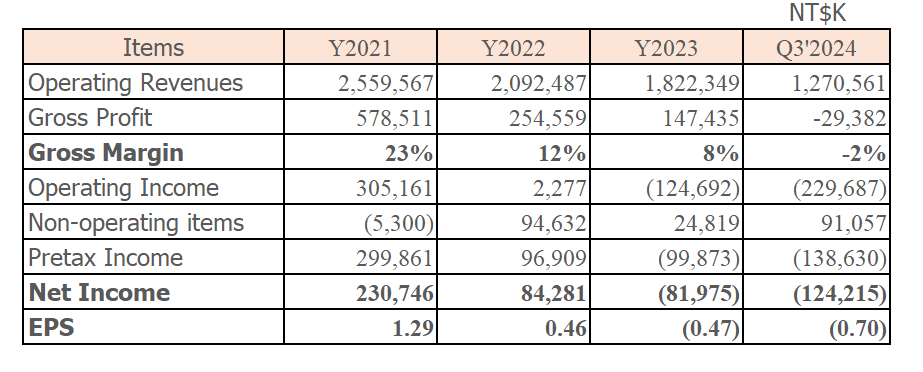 NT$K
Items Y2021 Y2022 Y2023 Q3'2024
Operating Revenues 2,559,567 2,092,487 1,822,349 1,270,561
Gross Profit 578,511 254,559 147,435 -29,382
Gross Margin 23% 12% 8% -2%
Operating Income 305,161 2,277 (124,692) (229,687)
Non-operating items (5,300) 94,632 24,819 91,057
Pretax Income 299,861 96,909 (99,873) (138,630)
Net Income 230,746 84,281 (81,975) (124,215)
EPS 1.29 0.46 (0.47) (0.70)